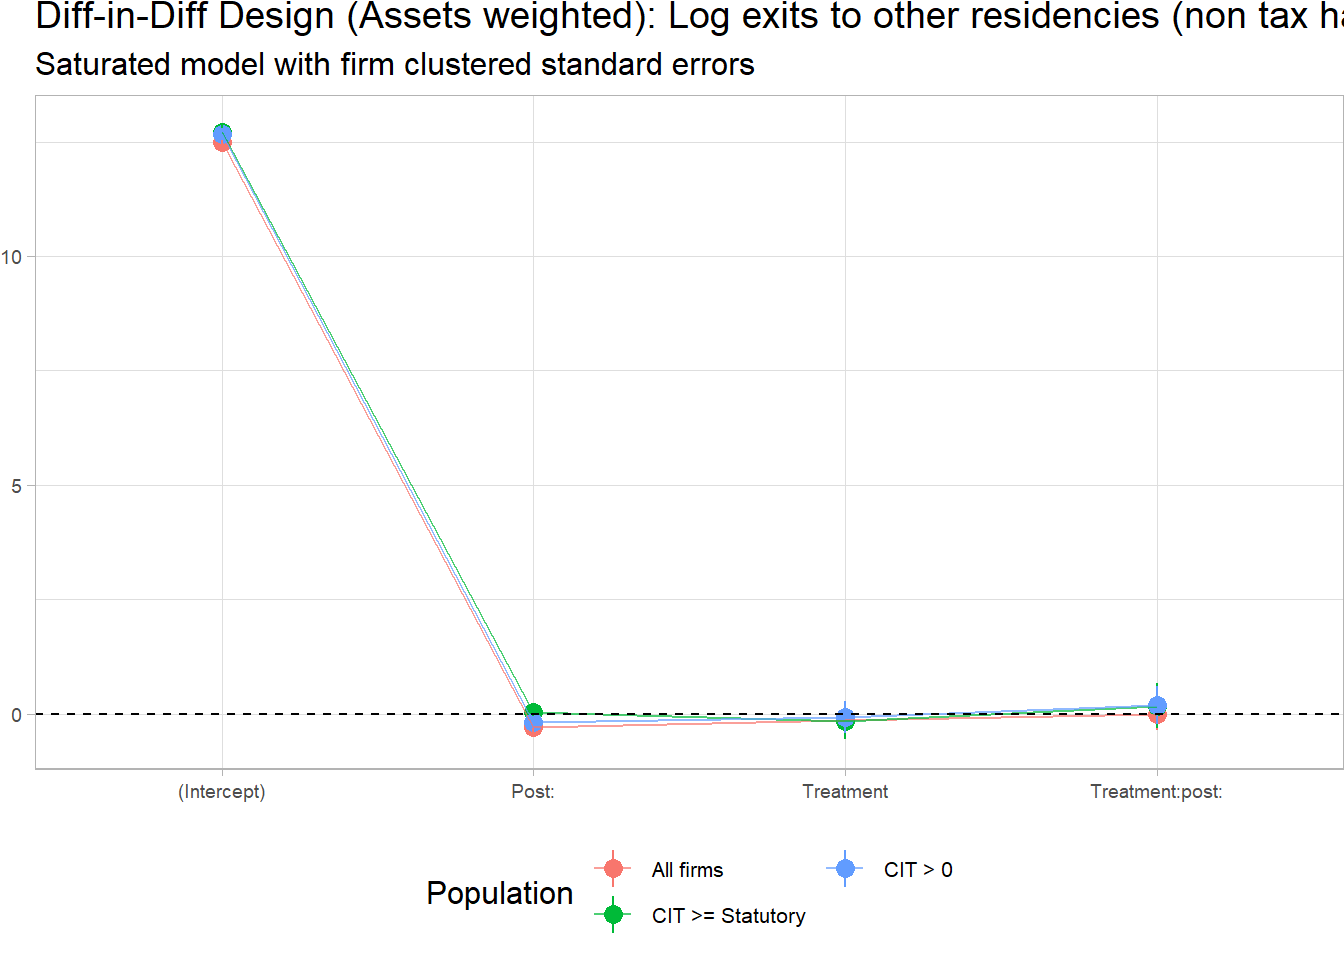 Diff-in-Diff Design (Assets weighted): Log exits to other residencies (non tax
Saturated model with firm clustered standard errors
10
5
0
(Intercept) Post: Treatment Treatment:post:
Population
All firms
CIT > 0
CIT >= Statutory